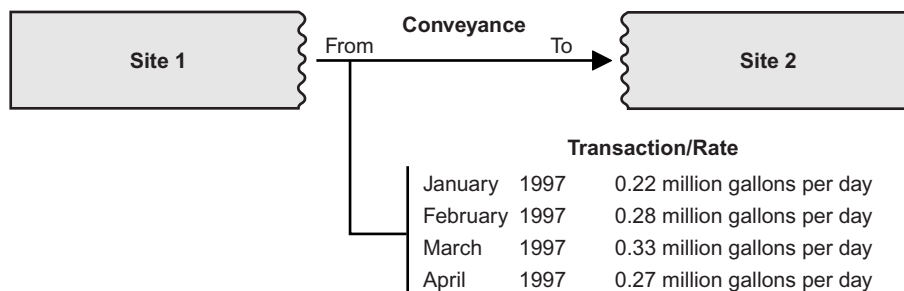 Conveyance
Site 1
From To
Site 2
Transaction/Rate
January 1997 0.22 million gallons per day
February 1997 0.28 million gallons per day
March 1997 0.33 million gallons per day
April 1997 0.27 million gallons per day